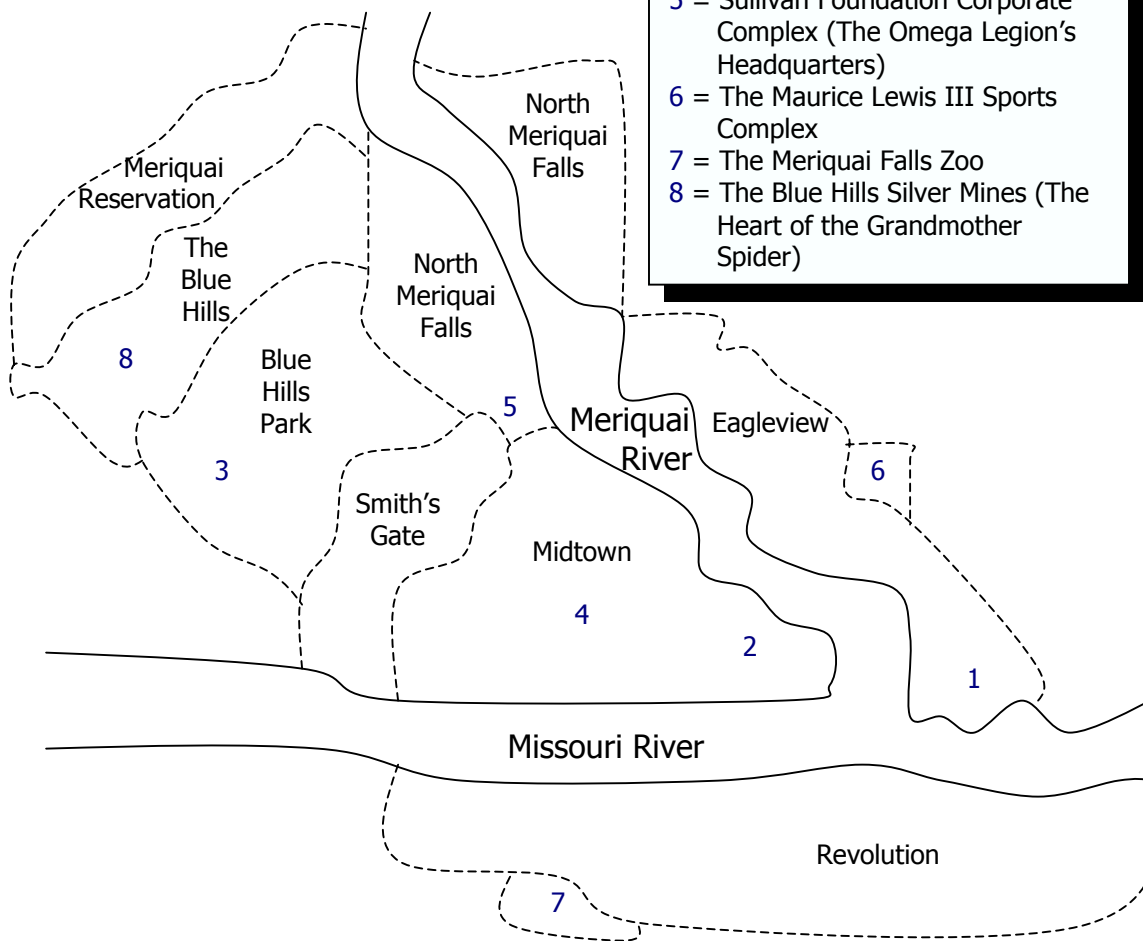 5 = Sullivan Foundation Corporate
Complex (The Omega Legion's
Headquarters)
6 = The Maurice Lewis III Sports
Complex
7 = The Meriquai Falls Zoo
8 = The Blue Hills Silver Mines (The
Heart of the Grandmother
Spider)
North
Meriquai
Falls
Meriquai
Reservation
The
Blue
Hills
8
North
Meriquai
Falls
Blue
Hills
Park
3
5
Meriquai
River
Eagleview
6
Smith's
Gate
Midtown
4
2
1
Missouri River
Revolution
7